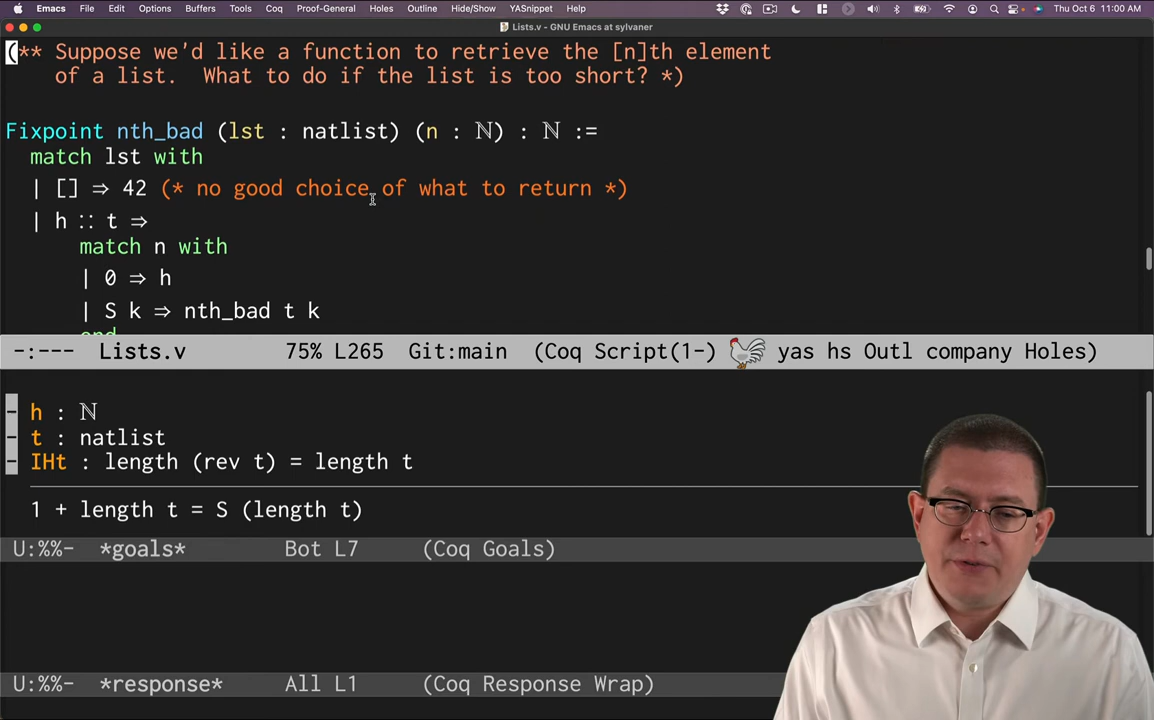 Emacs File Edit Options Buffers Tools Coq Proof-General Holes Outline Hide/Show YASnippet Help Thu Oct 6 11:00 AM
Lists.v - GNU Emacs at sylvaner
(** Suppose we'd like a function to retrieve the [n]th element
of a list. What to do if the list is too short? *)
Fixpoint nth_bad (lst : natlist) (n : ℕ) : ℕ :=
match lst with
| [] ⇒ 42 (* no good choice of what to return *)
| h :: t ⇒
match n with
| 0 ⇒ h
| S k ⇒ nth_bad t k
end
-:--- Lists.v 75% L265 Git:main (Coq Script(1-) yas hs Outl company Holes)
- h : ℕ
- t : natlist
- IHt : length (rev t) = length t
1 + length t = S (length t)
U:%%- *goals* Bot L7 (Coq Goals)
U:%%- *response* All L1 (Coq Response Wrap)